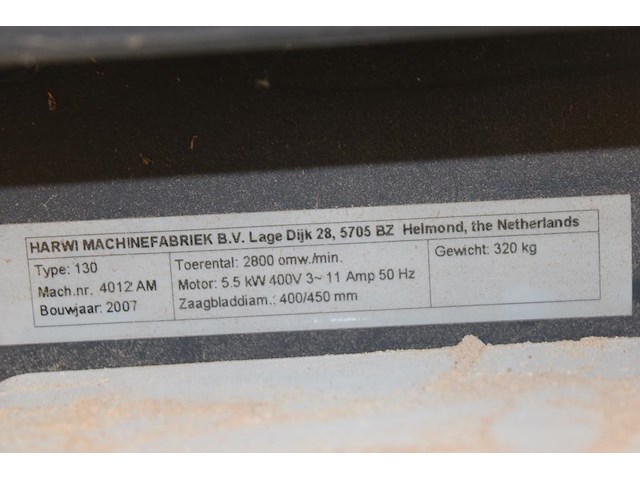 HARWI MACHINEFABRIEK B.V. Lage Dijk 28, 5705 BZ Helmond, the Netherlands
Type: 130
Mach.nr. 4012 AM
Bouwjaar: 2007
Toerental: 2800 omw./min.
Motor: 5.5 kW 400V 3~ 11 Amp 50 Hz
Zaagbladdiam.: 400/450 mm
Gewicht: 320 kg